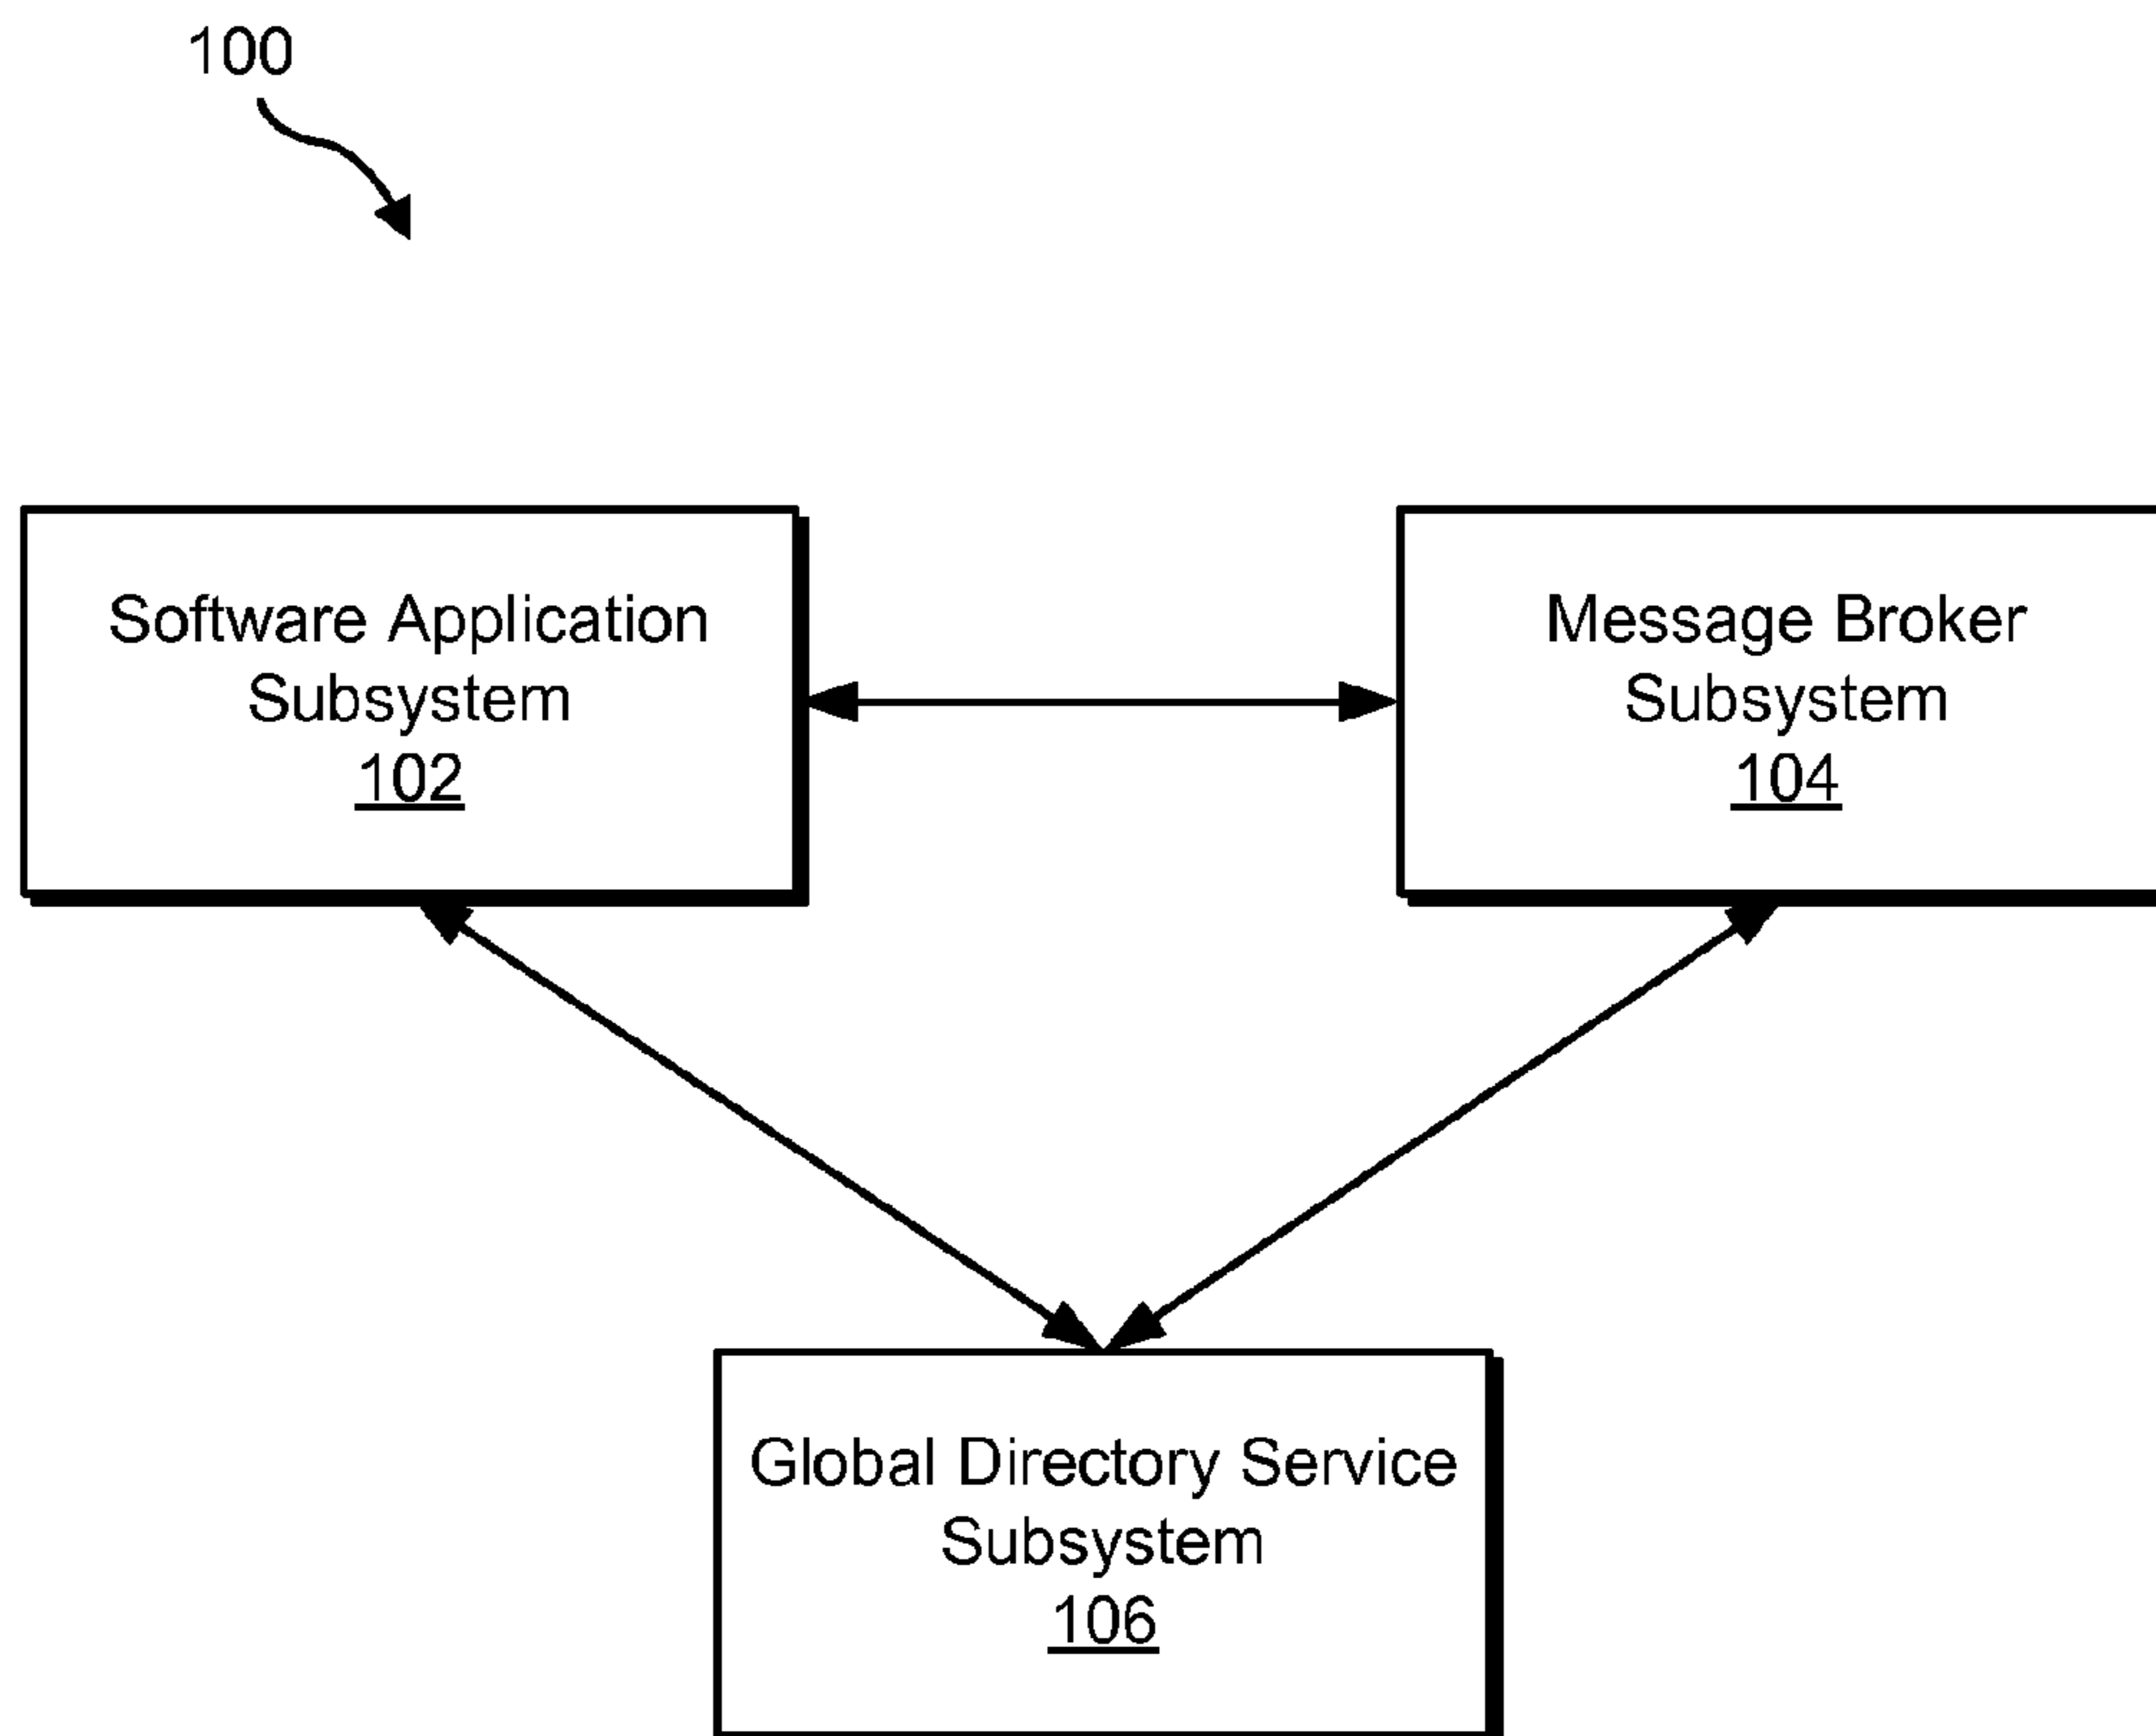 100
Software Application
Subsystem
102
Message Broker
Subsystem
104
Global Directory Service
Subsystem
106